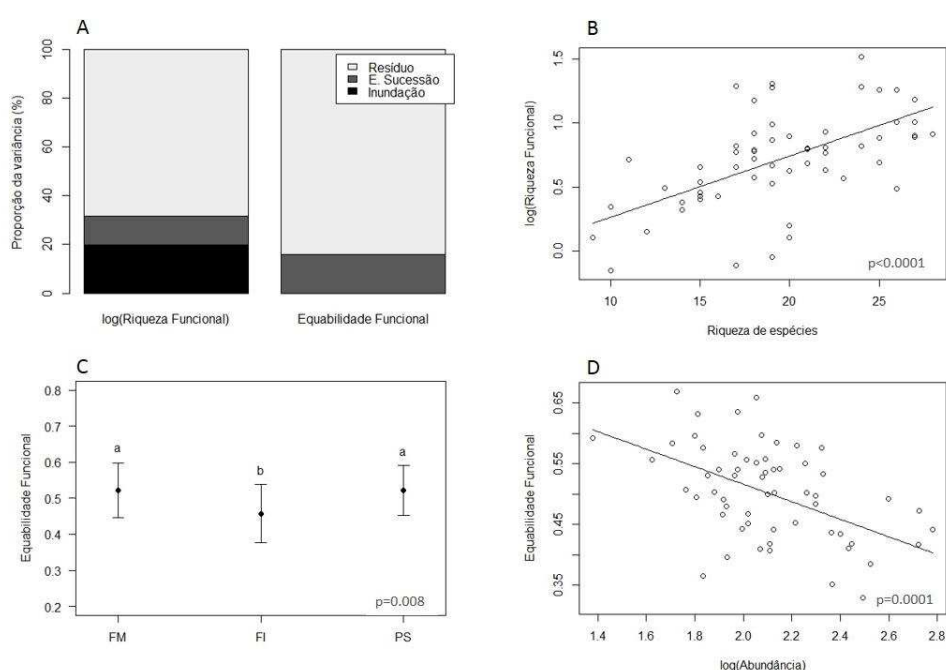 A
Proporção da variância (%)
100
80
60
40
20
0
Resíduo
E. Sucessão
Inundação
log(Riqueza Funcional)
Equabilidade Funcional
B
log(Riqueza Funcional)
1.5
1.0
0.5
0.0
p<0.0001
10
15
20
25
Riqueza de espécies
C
Equabilidade Funcional
0.8
0.7
0.6
0.5
0.4
0.3
0.2
a
b
a
p=0.008
FM
FI
PS
D
Equabilidade Funcional
0.65
0.55
0.45
0.35
p=0.0001
1.4
1.6
1.8
2.0
2.2
2.4
2.6
2.8
log(Abundância)